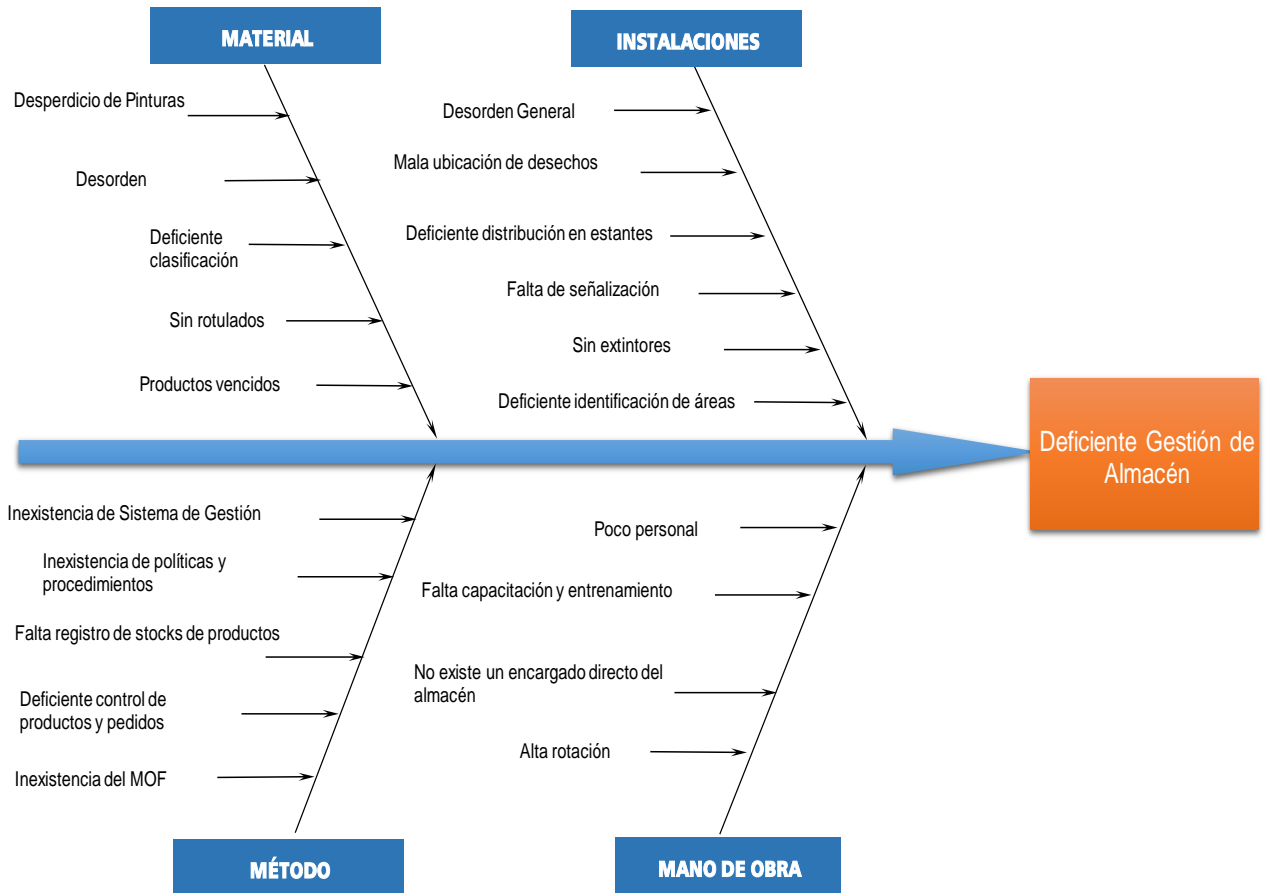 MATERIAL
INSTALACIONES
Desperdicio de Pinturas
Desorden
Deficiente
clasificación
Sin rotulados
Productos vencidos
Desorden General
Mala ubicación de desechos
Deficiente distribución en estantes
Falta de señalización
Sin extintores
Deficiente identificación de áreas
Deficiente Gestión de
Almacén
Inexistencia de Sistema de Gestión
Inexistencia de políticas y
procedimientos
Falta registro de stocks de productos
Deficiente control de
productos y pedidos
Inexistencia del MOF
Poco personal
Falta capacitación y entrenamiento
No existe un encargado directo del
almacén
Alta rotación
MÉTODO
MANO DE OBRA